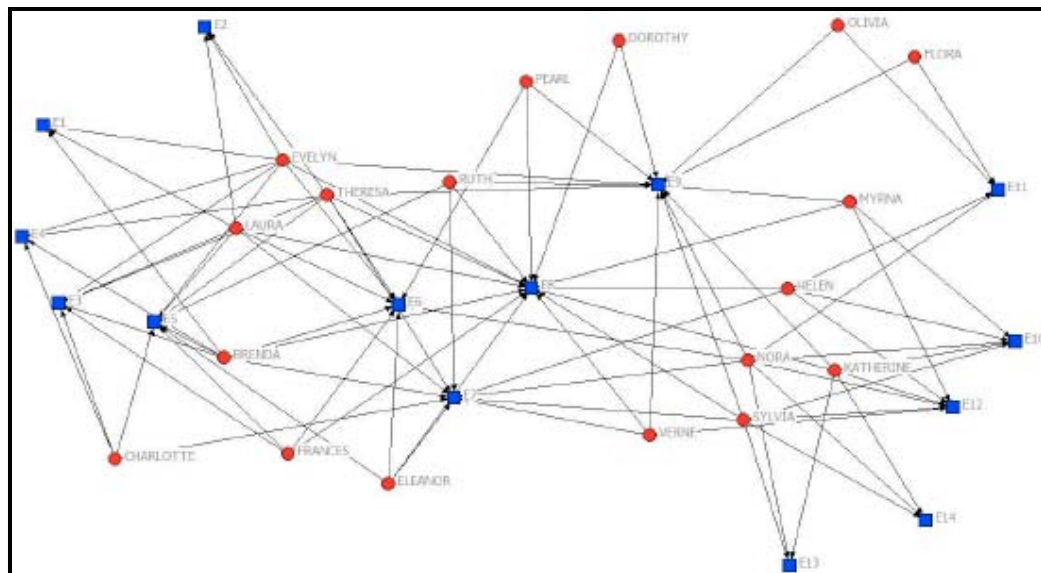 E2
OLIVIA
DOROTHY
FLORA
PEARL
E1
EVELYN
RUTH
E9
THERESA
E11
MYRNA
LAURA
E4
E8
HELEN
E3
E6
E5
E10
BRENDA
NORA
KATHERINE
E7
E12
SYLVIA
VERNE
CHARLOTTE
FRANCES
ELEANOR
E14
E13